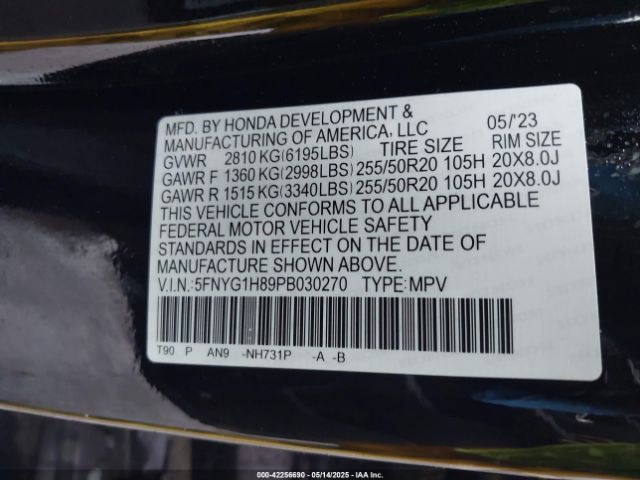 MFD. BY HONDA DEVELOPMENT & 05/'23
MANUFACTURING OF AMERICA, LLC
GVWR 2810 KG(6195LBS) TIRE SIZE RIM SIZE
GAWR F 1360 KG(2998LBS) 255/50R20 105H 20X8.0J
GAWR R 1515 KG(3340LBS) 255/50R20 105H 20X8.0J
THIS VEHICLE CONFORMS TO ALL APPLICABLE
FEDERAL MOTOR VEHICLE SAFETY
STANDARDS IN EFFECT ON THE DATE OF
MANUFACTURE SHOWN ABOVE.
V.I.N.:5FNYG1H89PB030270 TYPE:MPV
T90 P AN9 -NH731P -A -B
000-42256690 - 05/14/2025 - IAA Inc.